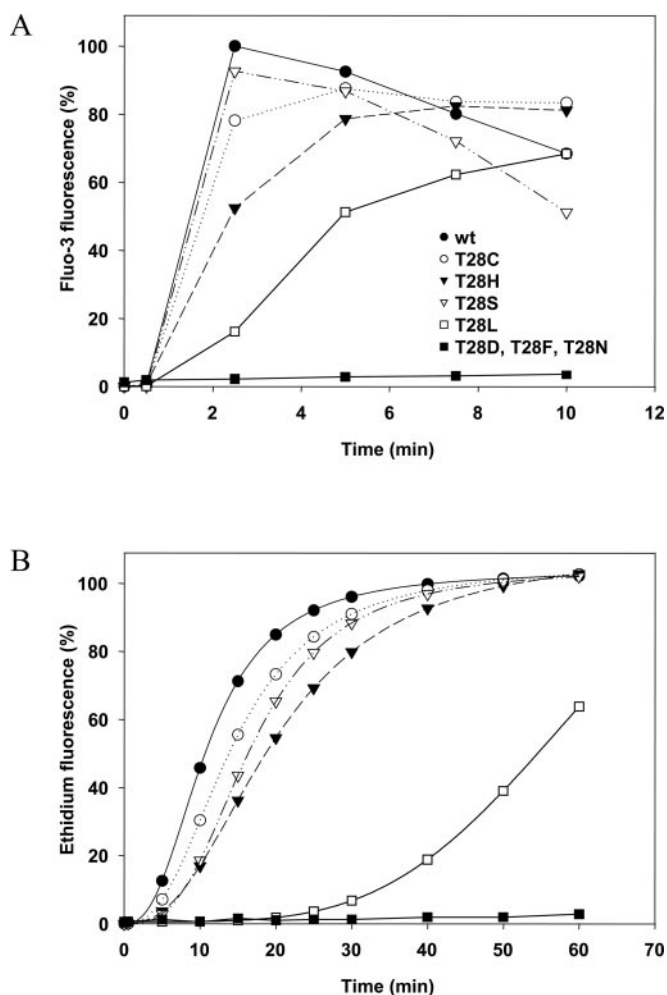 A
100
80
60
40
20
0
Fluo-3 fluorescence (%)
wt
T28C
T28H
T28S
T28L
T28D, T28F, T28N
0 2 4 6 8 10 12
Time (min)
B
100
80
60
40
20
0
Ethidium fluorescence (%)
0 10 20 30 40 50 60 70
Time (min)